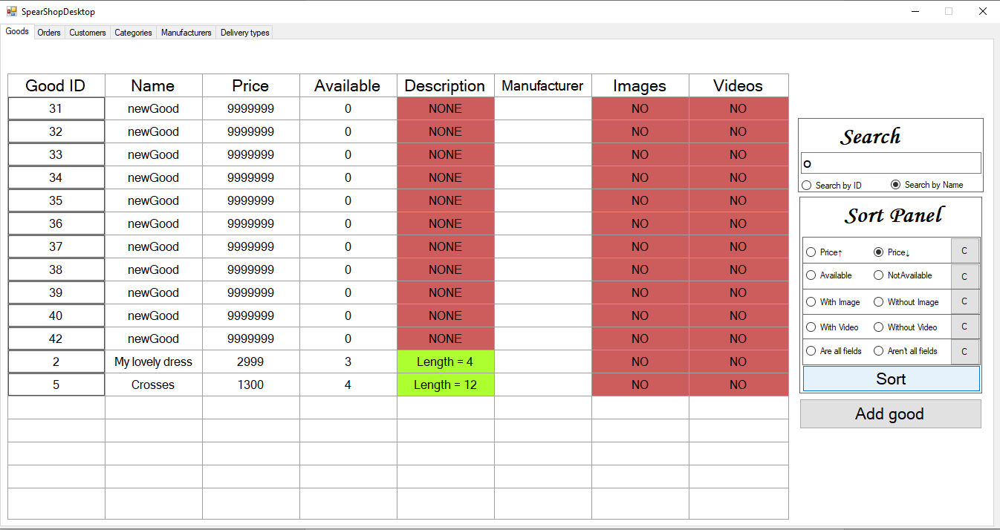 SpearShopDesktop
Goods Orders Customers Categories Manufacturers Delivery types
Good ID Name Price Available Description Manufacturer Images Videos
31 newGood 9999999 0 NONE NO NO
32 newGood 9999999 0 NONE NO NO
33 newGood 9999999 0 NONE NO NO
34 newGood 9999999 0 NONE NO NO
35 newGood 9999999 0 NONE NO NO
36 newGood 9999999 0 NONE NO NO
37 newGood 9999999 0 NONE NO NO
38 newGood 9999999 0 NONE NO NO
39 newGood 9999999 0 NONE NO NO
40 newGood 9999999 0 NONE NO NO
42 newGood 9999999 0 NONE NO NO
2 My lovely dress 2999 3 Length = 4 NO NO
5 Crosses 1300 4 Length = 12 NO NO
Search
o
Search by ID Search by Name
Sort Panel
Price↑ Price↓ C
Available NotAvailable C
With Image Without Image C
With Video Without Video C
Are all fields Aren't all fields C
Sort
Add good